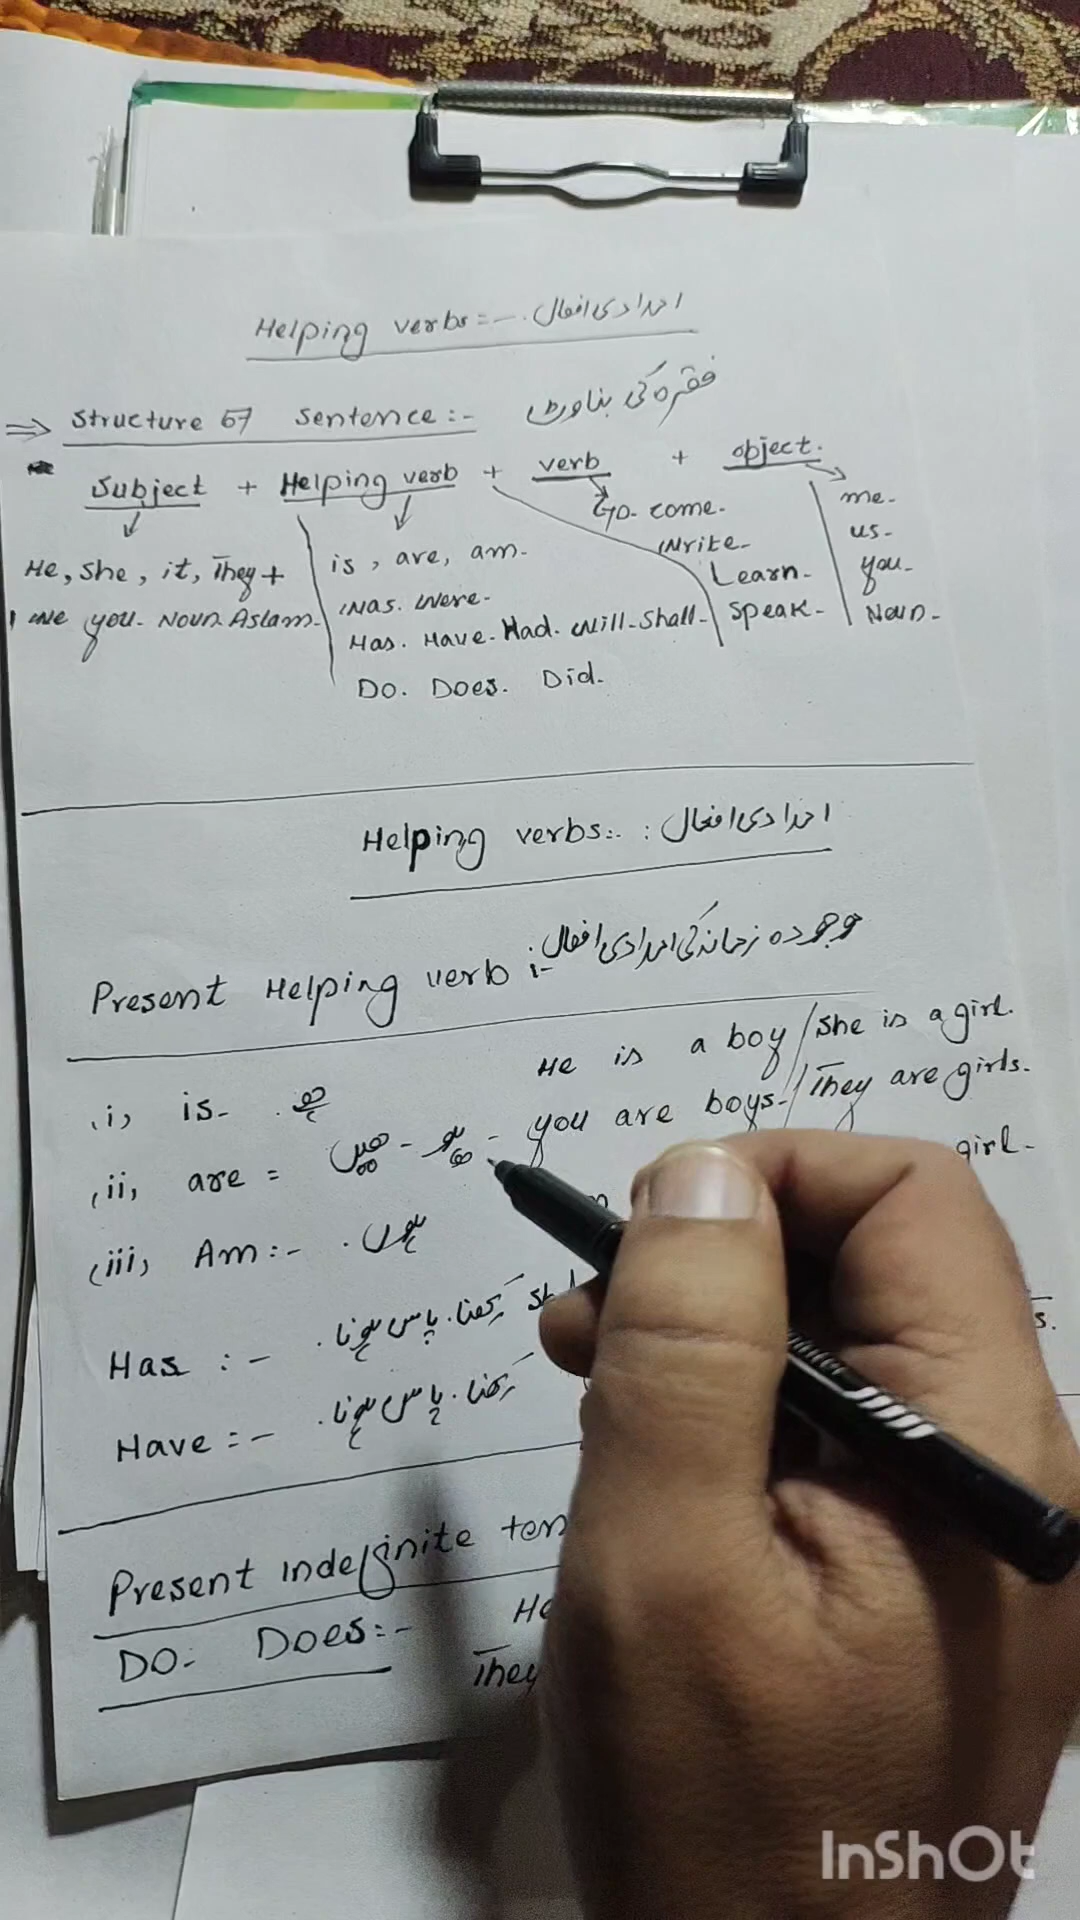 Helping verbs:-. امدادی افعال
⇒ Structure of sentence:- فقرہ کی بناوٹ
Subject + Helping verb + verb + object.
He, she, it, They + is, are, am. Go. come. me.
I we you. Noun. Aslam. Was. Were. Write. us.
Has. Have. Had. Will. Shall. Learn. you.
Do. Does. Did. Speak. Noun.
Helping verbs:. : امدادی افعال
Present Helping verb :- موجودہ زمانہ کی امدادی افعال
(i) is. ہے. He is a boy / She is a girl.
(ii) are = ہیں - ہو - you are boys. / They are girls.
(iii) Am:- ہوں. girl.
Has :- رکھنا. پاس ہونا. s.
Have :- رکھنا. پاس ہونا.
Present indefinite ten
Do. Does:- He
They
InShOt